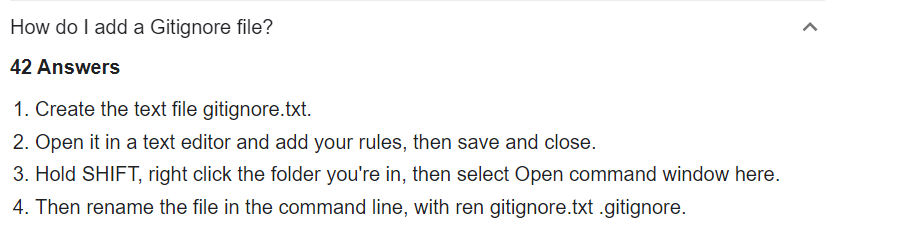 How do I add a Gitignore file?
42 Answers
1. Create the text file gitignore.txt.
2. Open it in a text editor and add your rules, then save and close.
3. Hold SHIFT, right click the folder you're in, then select Open command window here.
4. Then rename the file in the command line, with ren gitignore.txt .gitignore.